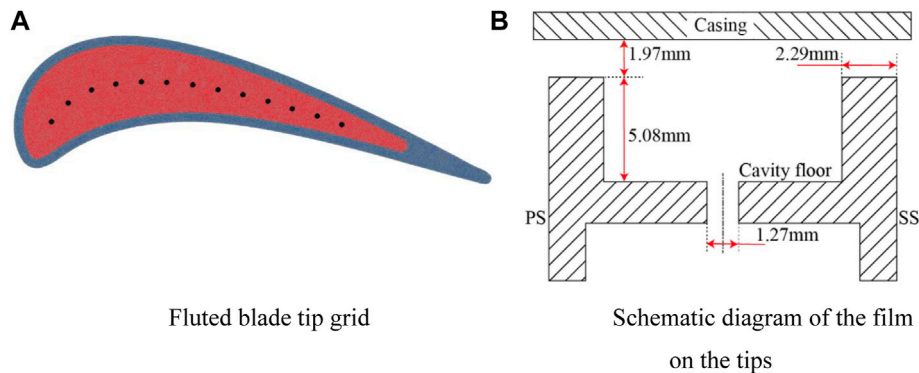 A
B
Casing
1.97mm
2.29mm
5.08mm
Cavity floor
PS
SS
1.27mm
Fluted blade tip grid
Schematic diagram of the film
on the tips